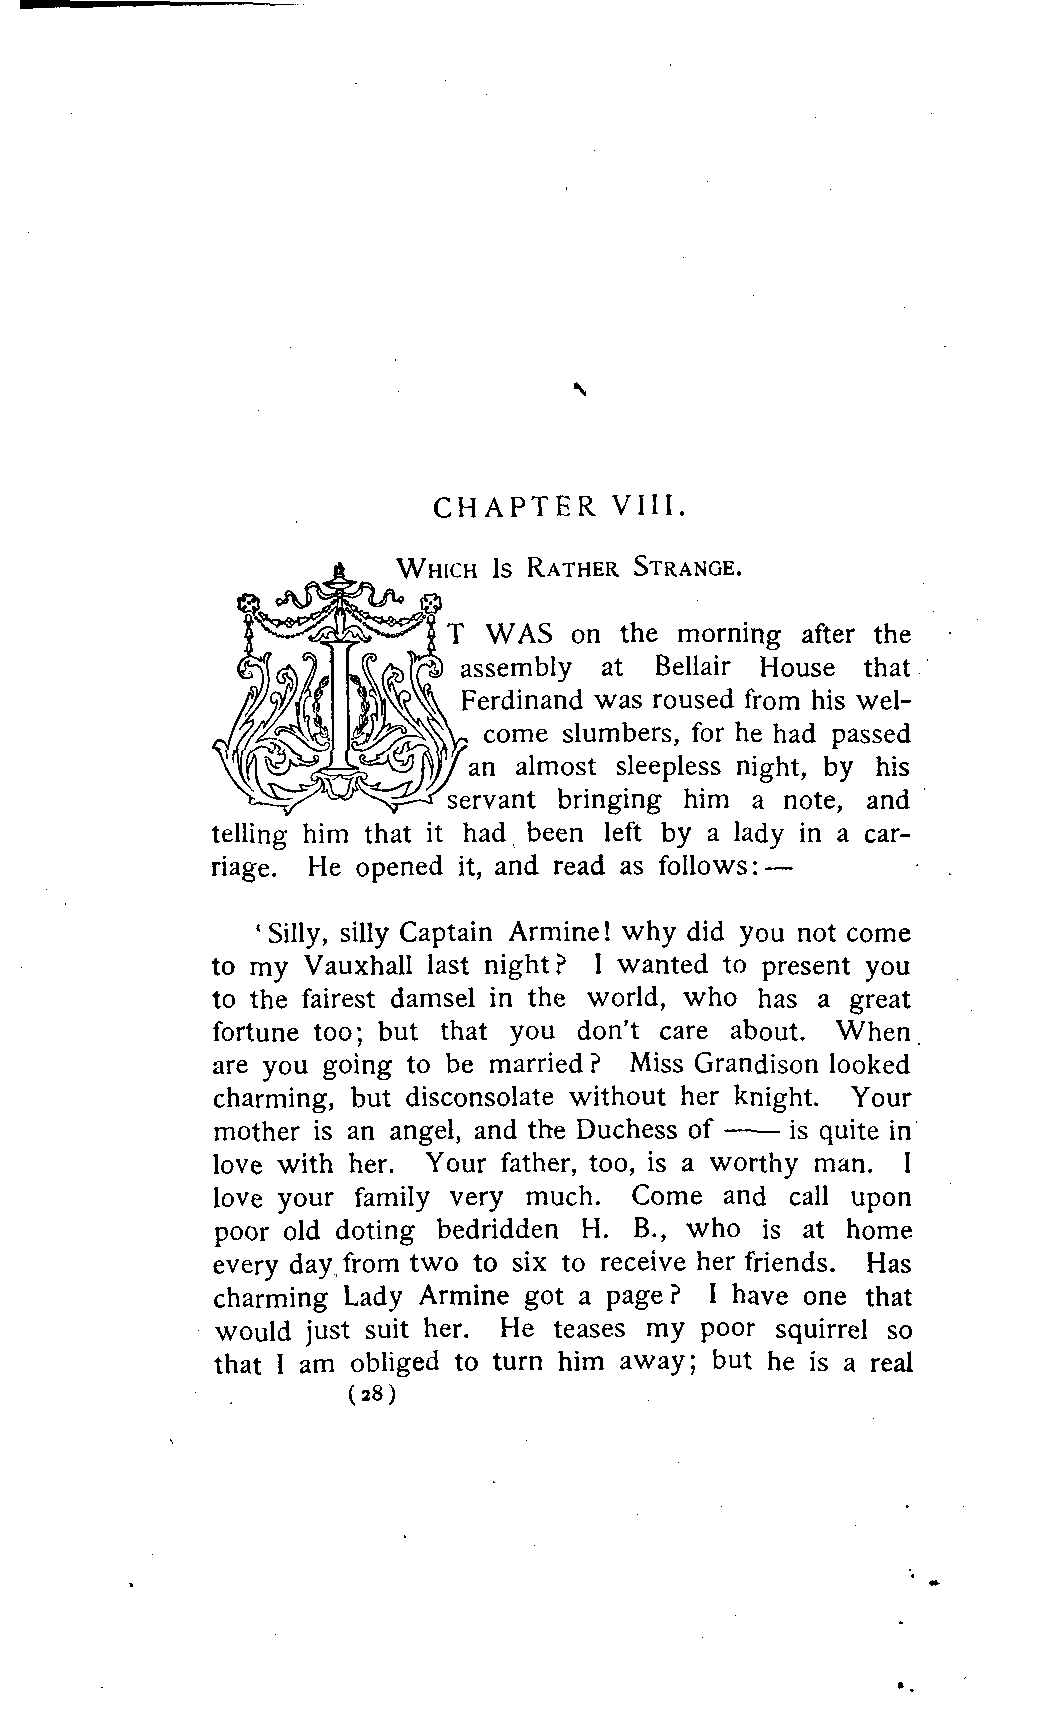 CHAPTER VIII.
WHICH IS RATHER STRANGE.
IT WAS on the morning after the
assembly at Bellair House that
Ferdinand was roused from his wel-
come slumbers, for he had passed
an almost sleepless night, by his
servant bringing him a note, and
telling him that it had been left by a lady in a car-
riage. He opened it, and read as follows:—
‘Silly, silly Captain Armine! why did you not come
to my Vauxhall last night? I wanted to present you
to the fairest damsel in the world, who has a great
fortune too; but that you don't care about. When
are you going to be married? Miss Grandison looked
charming, but disconsolate without her knight. Your
mother is an angel, and the Duchess of —— is quite in
love with her. Your father, too, is a worthy man. I
love your family very much. Come and call upon
poor old doting bedridden H. B., who is at home
every day from two to six to receive her friends. Has
charming Lady Armine got a page? I have one that
would just suit her. He teases my poor squirrel so
that I am obliged to turn him away; but he is a real
(28)